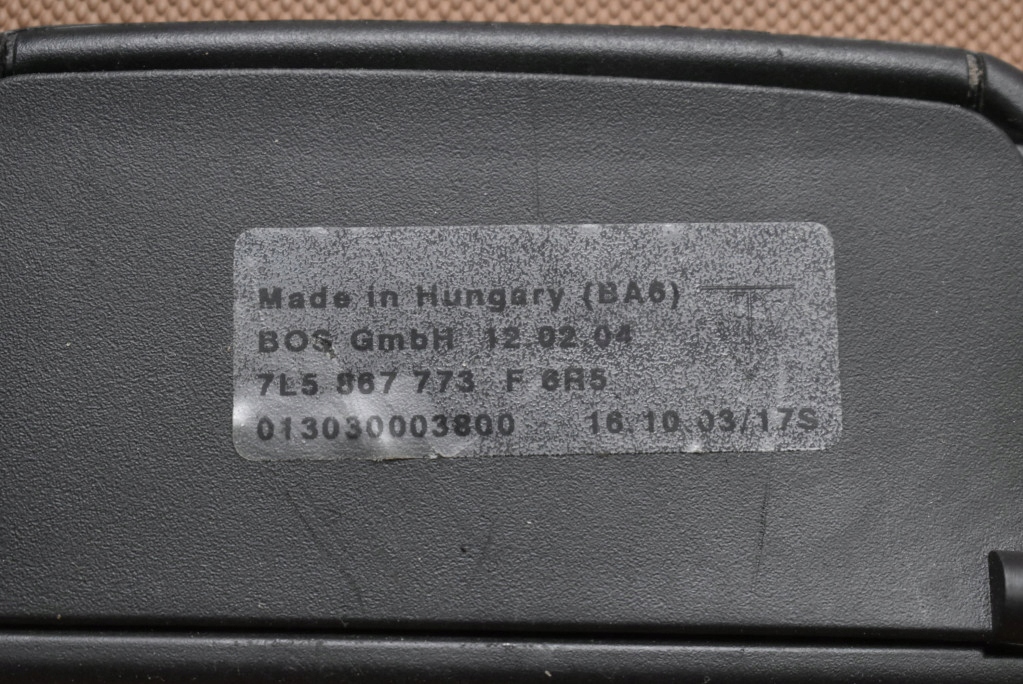 Made in Hungary (BA6)
BOS GmbH 12.02.04
7L5 867 773 F 6R5
013030003800 16.10.03/17S